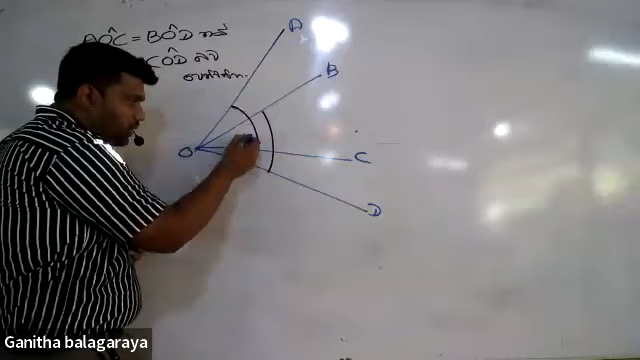 AÔC = BÔD නම්
CÔD බව
A
B
O
C
D
Ganitha balagaraya